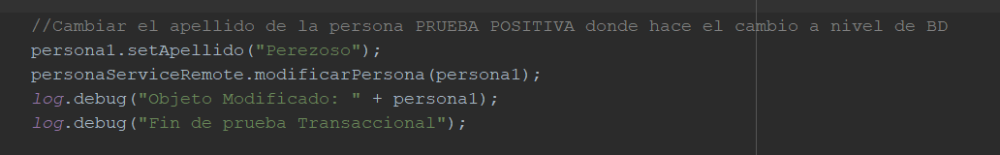 //Cambiar el apellido de la persona PRUEBA POSITIVA donde hace el cambio a nivel de BD
persona1.setApellido("Perezoso");
personaServiceRemote.modificarPersona(persona1);
log.debug("Objeto Modificado: " + persona1);
log.debug("Fin de prueba Transaccional");